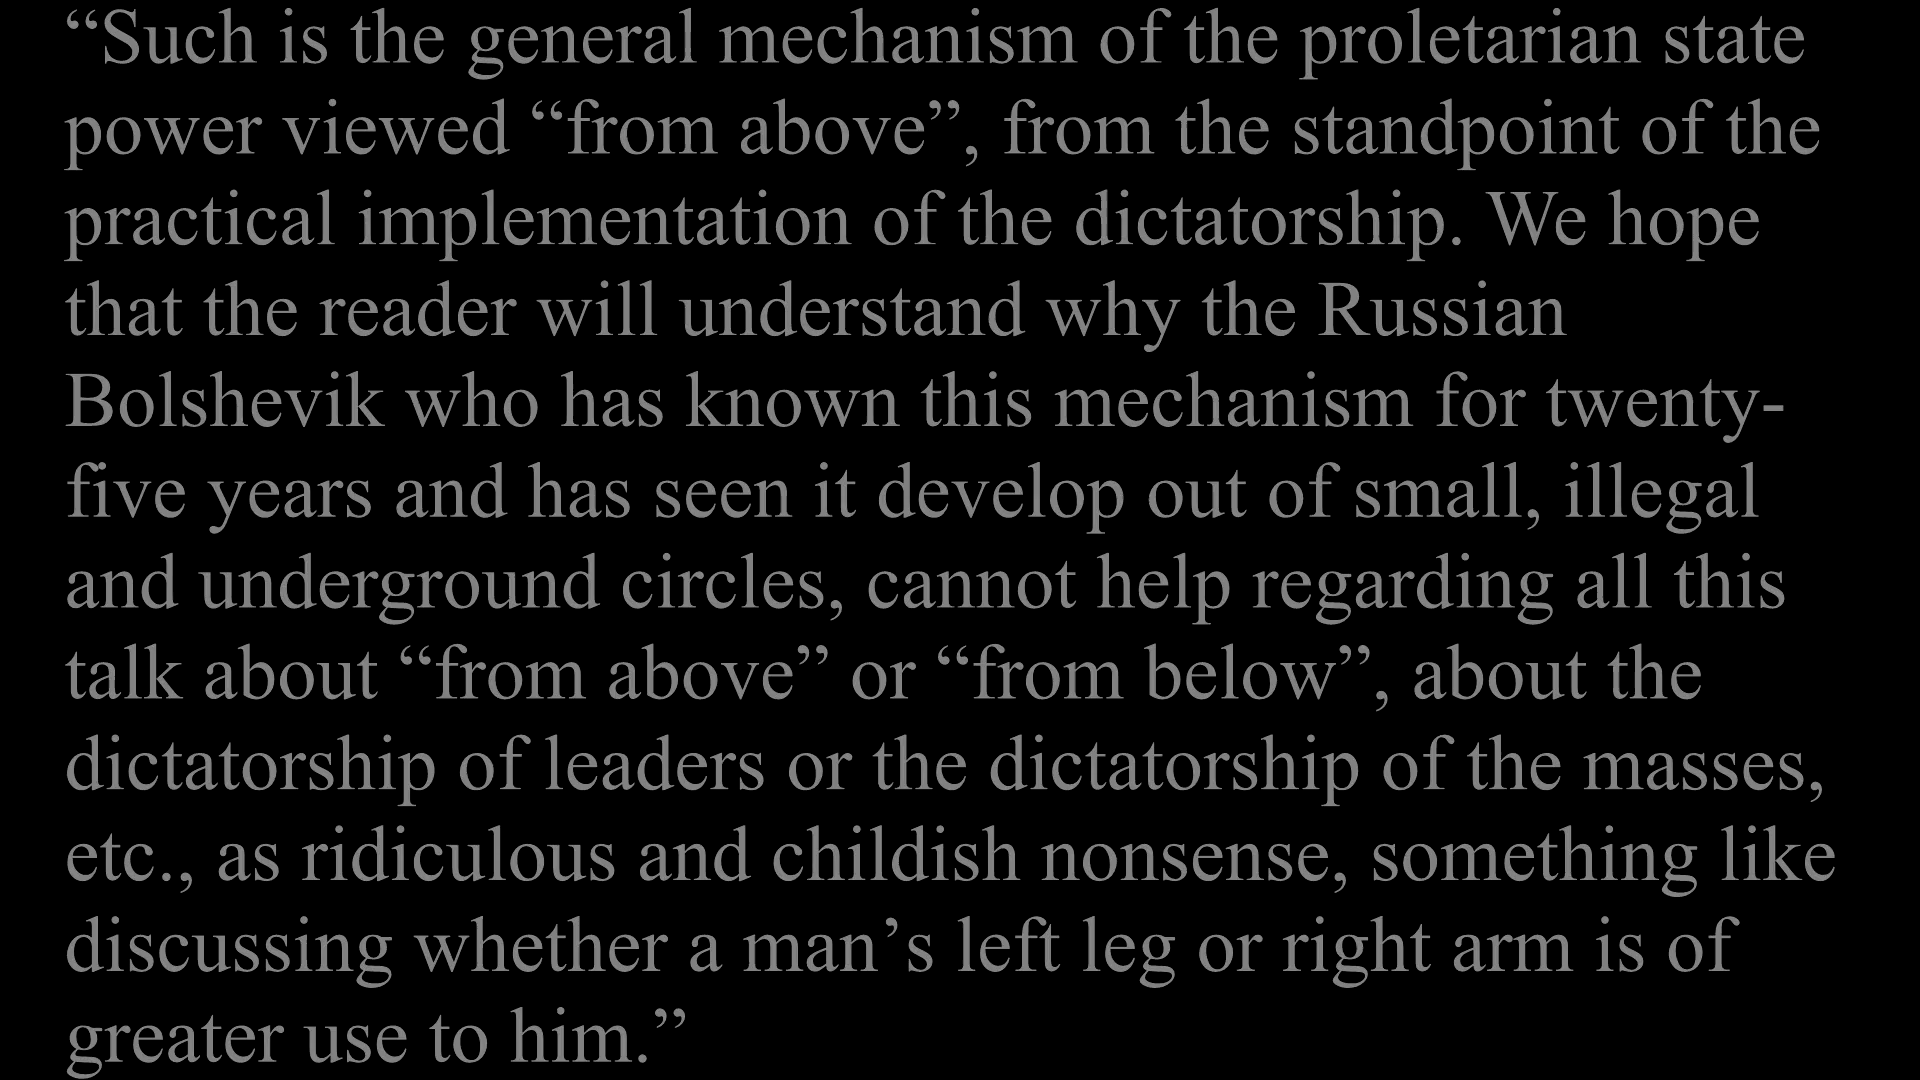 “Such is the general mechanism of the proletarian state
power viewed “from above”, from the standpoint of the
practical implementation of the dictatorship. We hope
that the reader will understand why the Russian
Bolshevik who has known this mechanism for twenty-
five years and has seen it develop out of small, illegal
and underground circles, cannot help regarding all this
talk about “from above” or “from below”, about the
dictatorship of leaders or the dictatorship of the masses,
etc., as ridiculous and childish nonsense, something like
discussing whether a man’s left leg or right arm is of
greater use to him.”